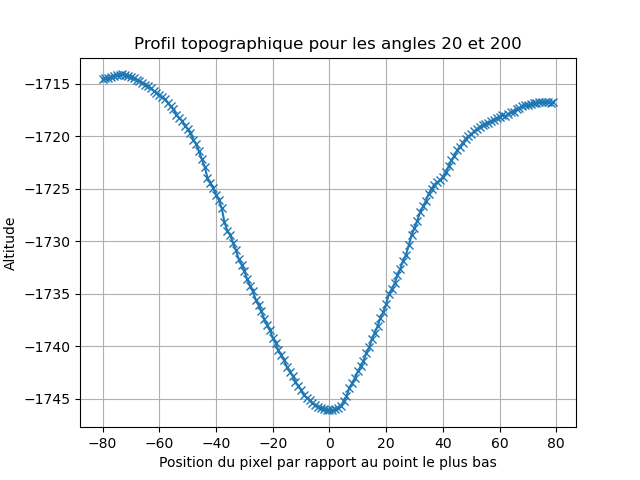 Profil topographique pour les angles 20 et 200
−1715
−1720
−1725
−1730
−1735
−1740
−1745
Altitude
−80 −60 −40 −20 0 20 40 60 80
Position du pixel par rapport au point le plus bas